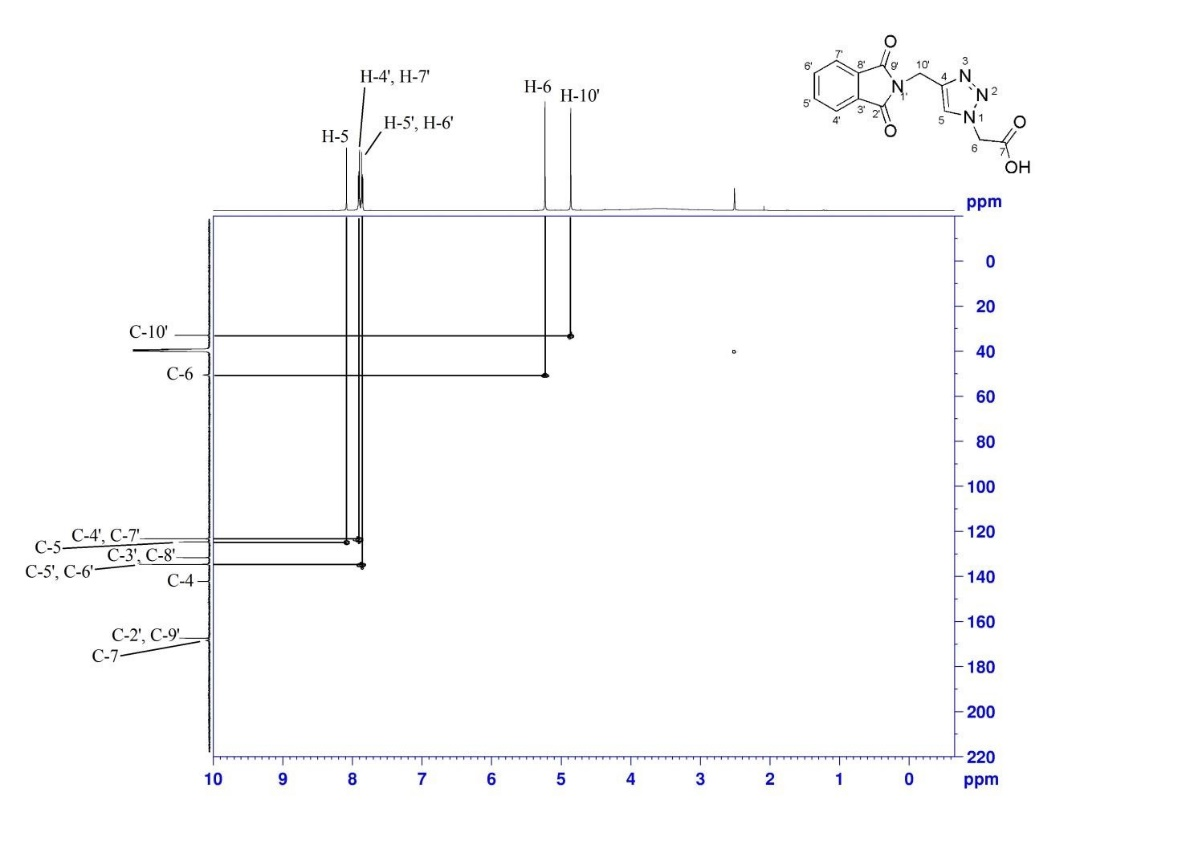 O
7'
6'
8'
9'
10'
3
N
4
N
1'
N
2
5'
3'
2'
5
N
1
4'
O
6
7
O
OH
H-4', H-7'
H-6
H-10'
H-5', H-6'
H-5
ppm
0
20
40
60
80
100
120
140
160
180
200
220
C-10'
C-6
C-4', C-7'
C-5
C-3', C-8'
C-5', C-6'
C-4
C-2', C-9'
C-7
10 9 8 7 6 5 4 3 2 1 0 ppm